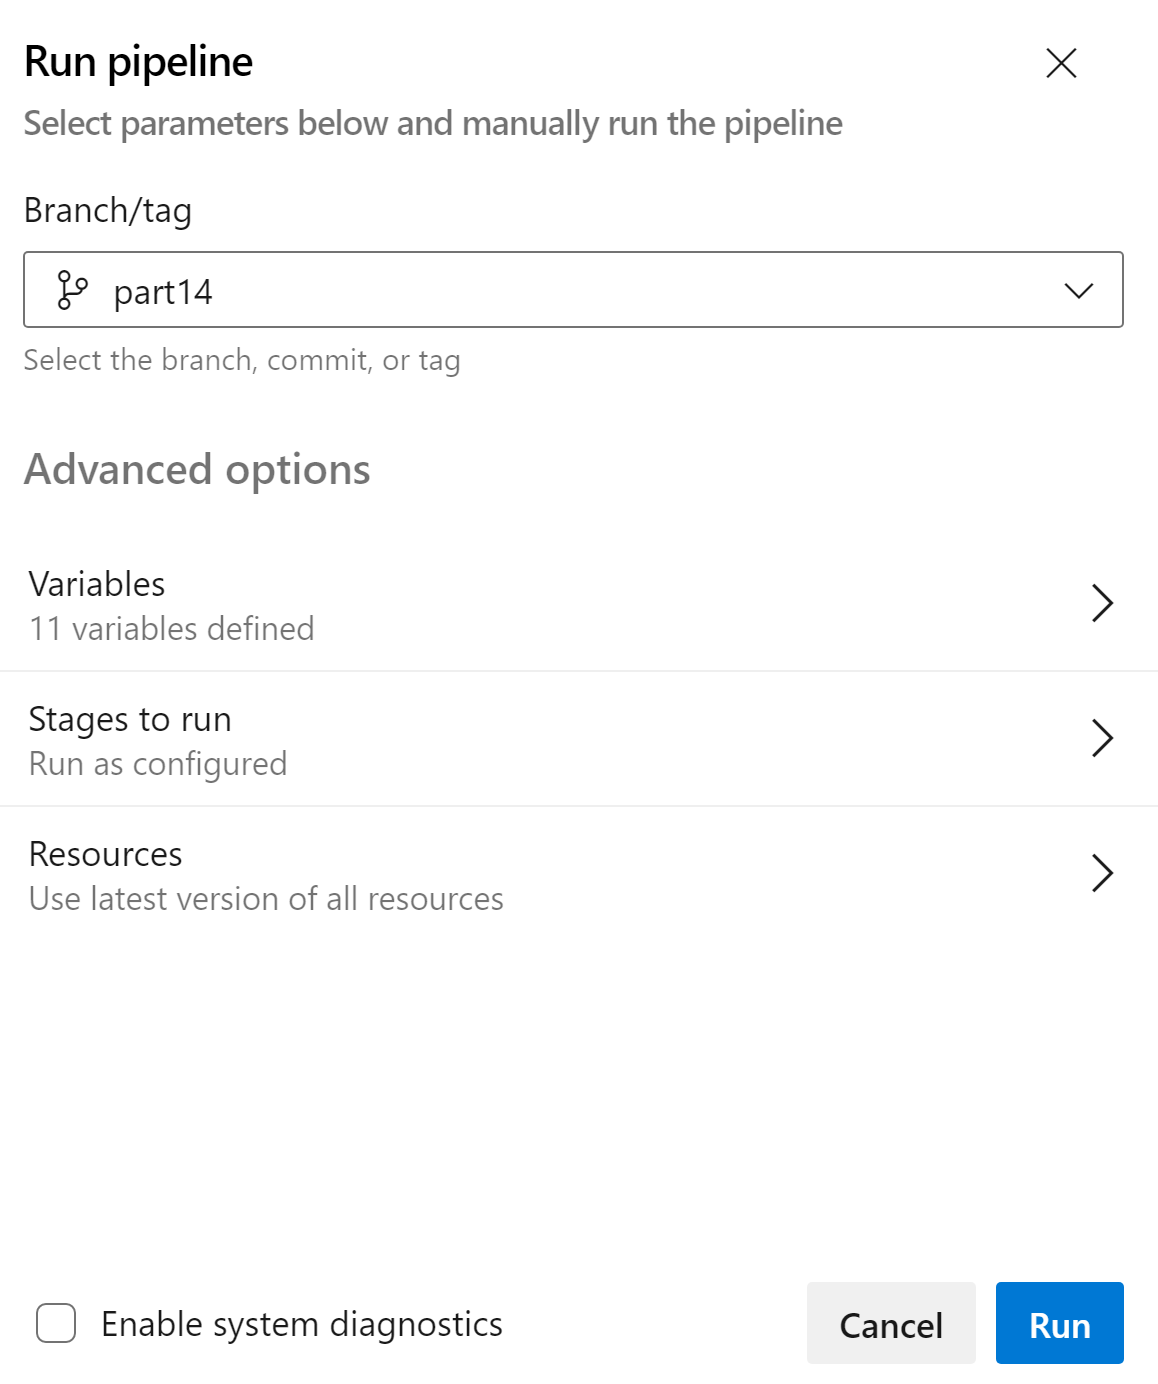 Run pipeline
Select parameters below and manually run the pipeline
Branch/tag
part14
Select the branch, commit, or tag
Advanced options
Variables
11 variables defined
Stages to run
Run as configured
Resources
Use latest version of all resources
Enable system diagnostics
Cancel
Run